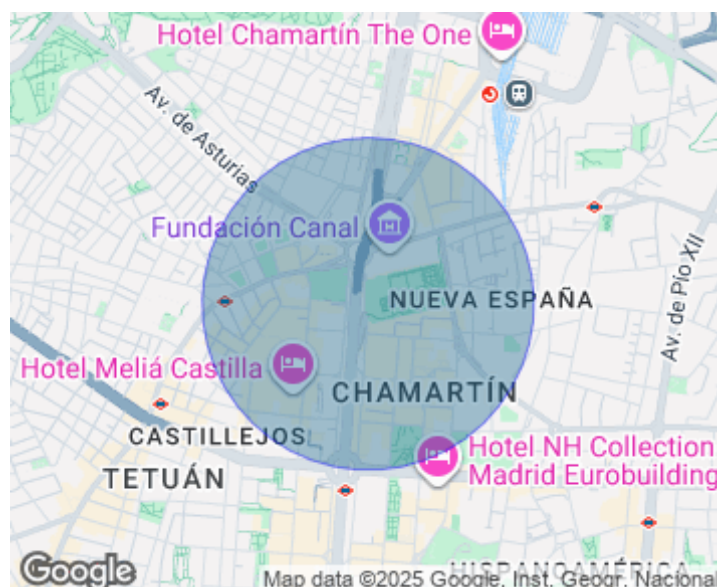 Hotel Chamartín The One
Av. de Asturias
Fundación Canal
Av. de Pío XII
NUEVA ESPAÑA
Hotel Meliá Castilla
CHAMARTÍN
CASTILLEJOS
Hotel NH Collection
Madrid Eurobuilding
TETUÁN
HISPANOAMÉRICA
Google
Map data ©2025 Google, Inst. Geogr. Nacional